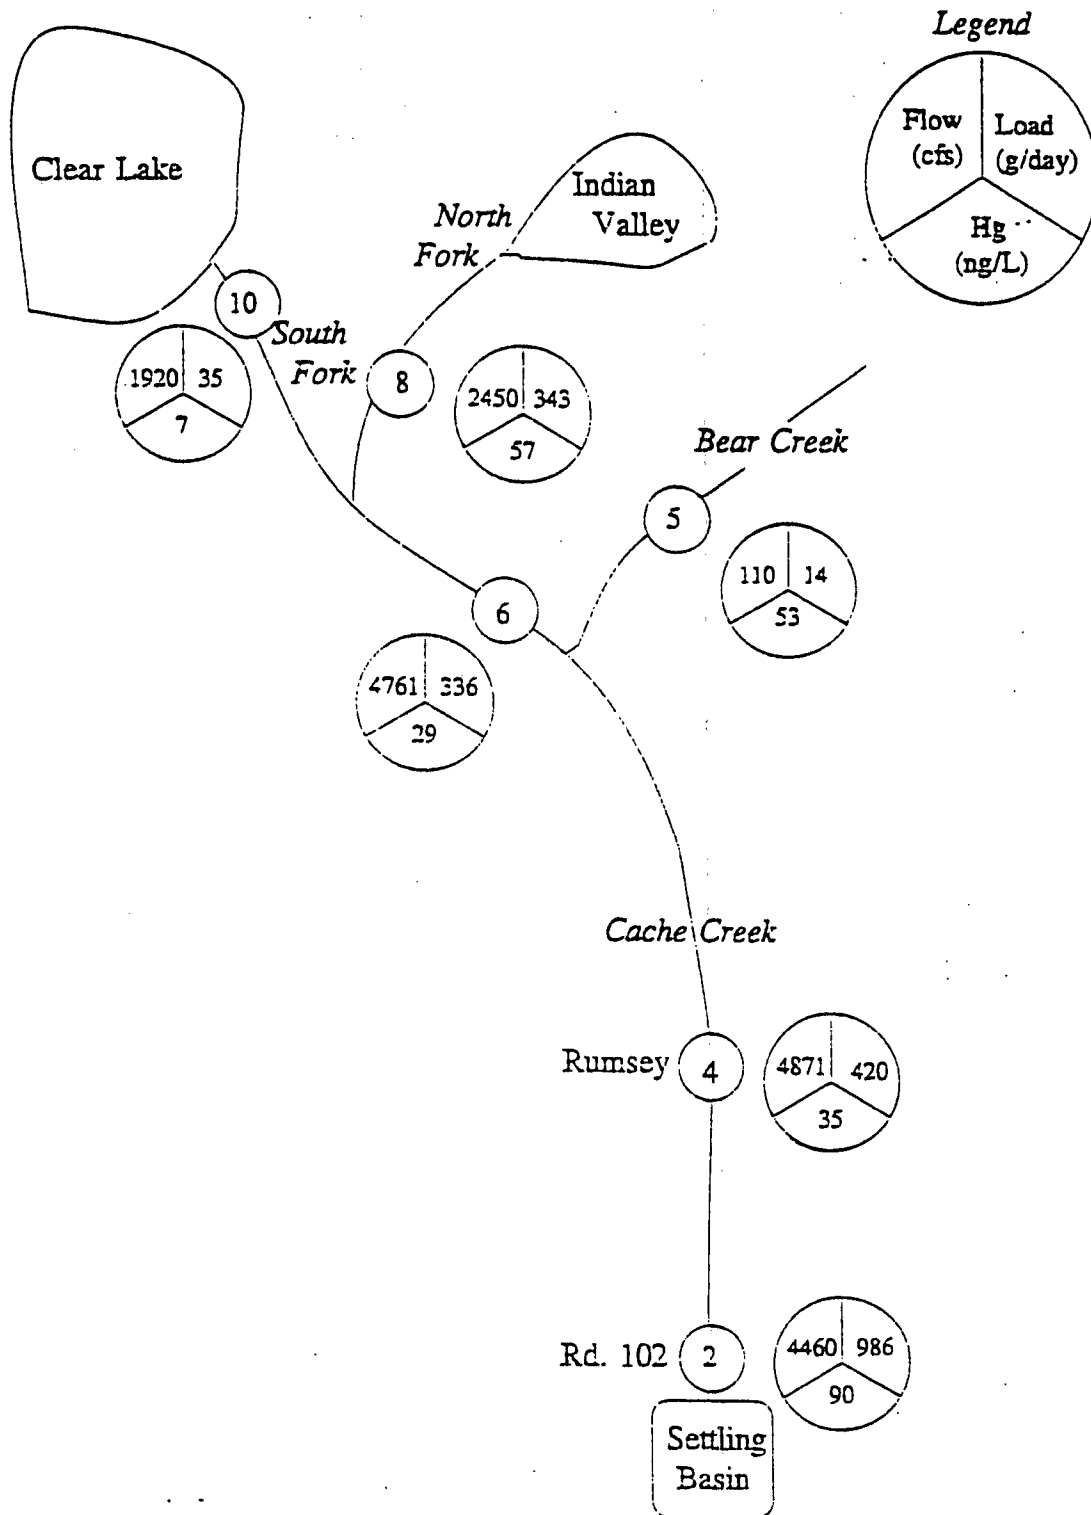 Legend
Flow
(cfs)
Load
(g/day)
Hg
(ng/L)
Clear Lake
Indian
Valley
North
Fork
10
South
Fork
8
1920 35
7
2450 343
57
Bear Creek
5
110 14
53
6
4761 336
29
Cache Creek
Rumsey 4
4871 420
35
Rd. 102 2
4460 986
90
Settling
Basin